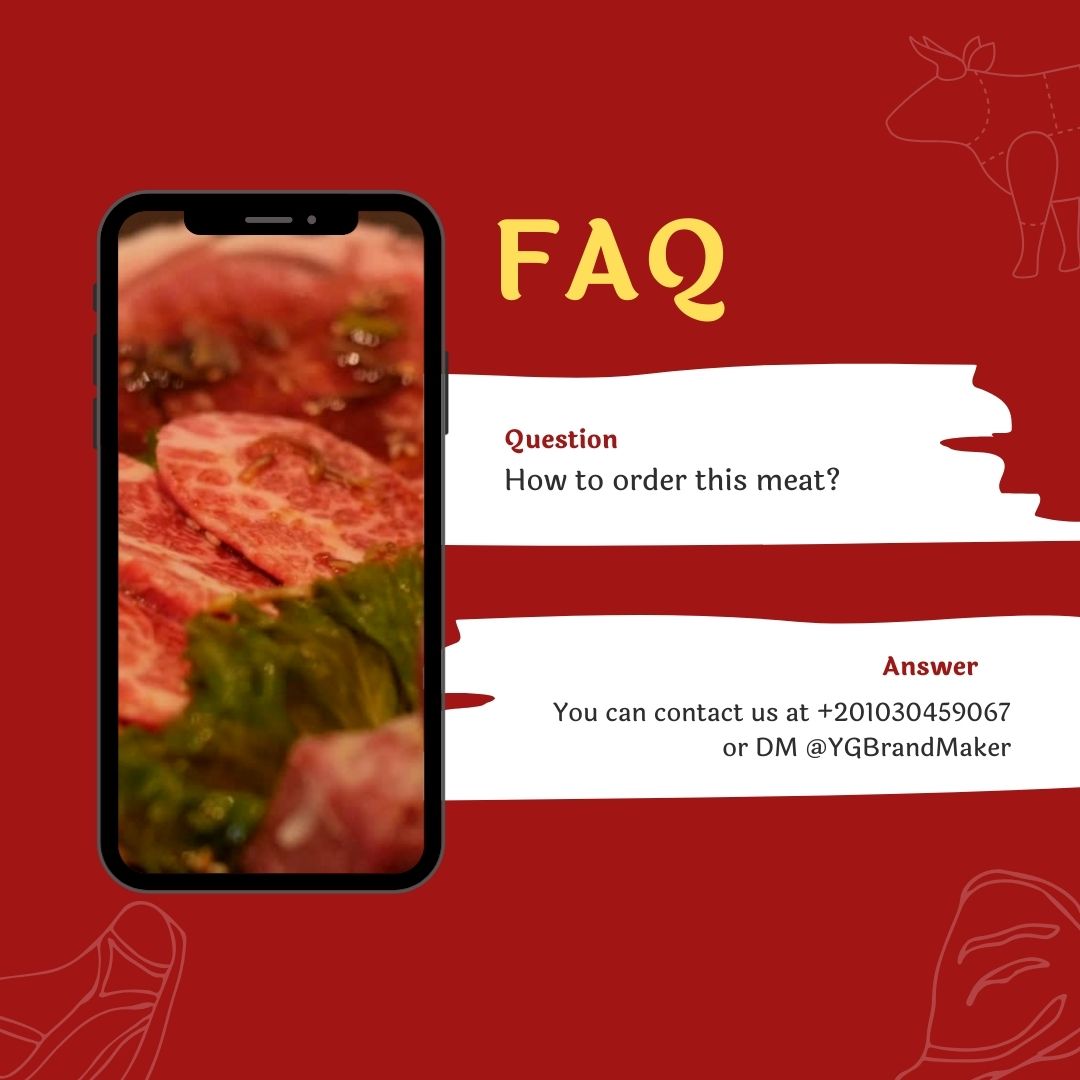 FAQ
Question
How to order this meat?
Answer
You can contact us at +201030459067
or DM @YGBrandMaker